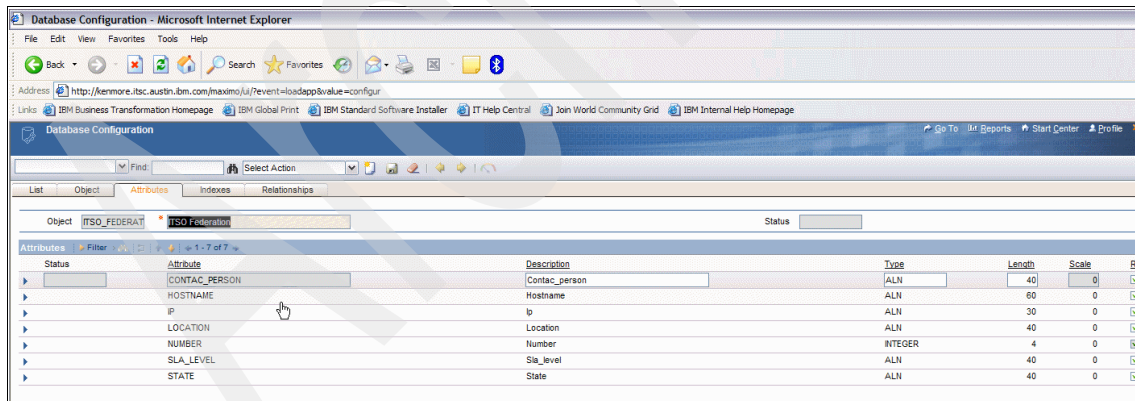 Database Configuration - Microsoft Internet Explorer
File Edit View Favorites Tools Help
Back Search Favorites
Address http://kenmore.itsc.austin.ibm.com/maximo/ui/?event=loadapp&value=configur
Links IBM Business Transformation Homepage IBM Global Print IBM Standard Software Installer IT Help Central Join World Community Grid IBM Internal Help Homepage
Database Configuration Go To Reports Start Center Profile
Find: Select Action
List Object Attributes Indexes Relationships
Object ITSO_FEDERAT * ITSO Federation Status
Attributes Filter 1 - 7 of 7
Status Attribute Description Type Length Scale R
CONTAC_PERSON Contac_person ALN 40 0
HOSTNAME Hostname ALN 60 0
IP Ip ALN 30 0
LOCATION Location ALN 40 0
NUMBER Number INTEGER 4 0
SLA_LEVEL Sla_level ALN 40 0
STATE State ALN 40 0